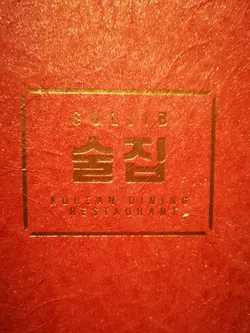 SULJIB
술집
KOREAN DINING
RESTAURANT